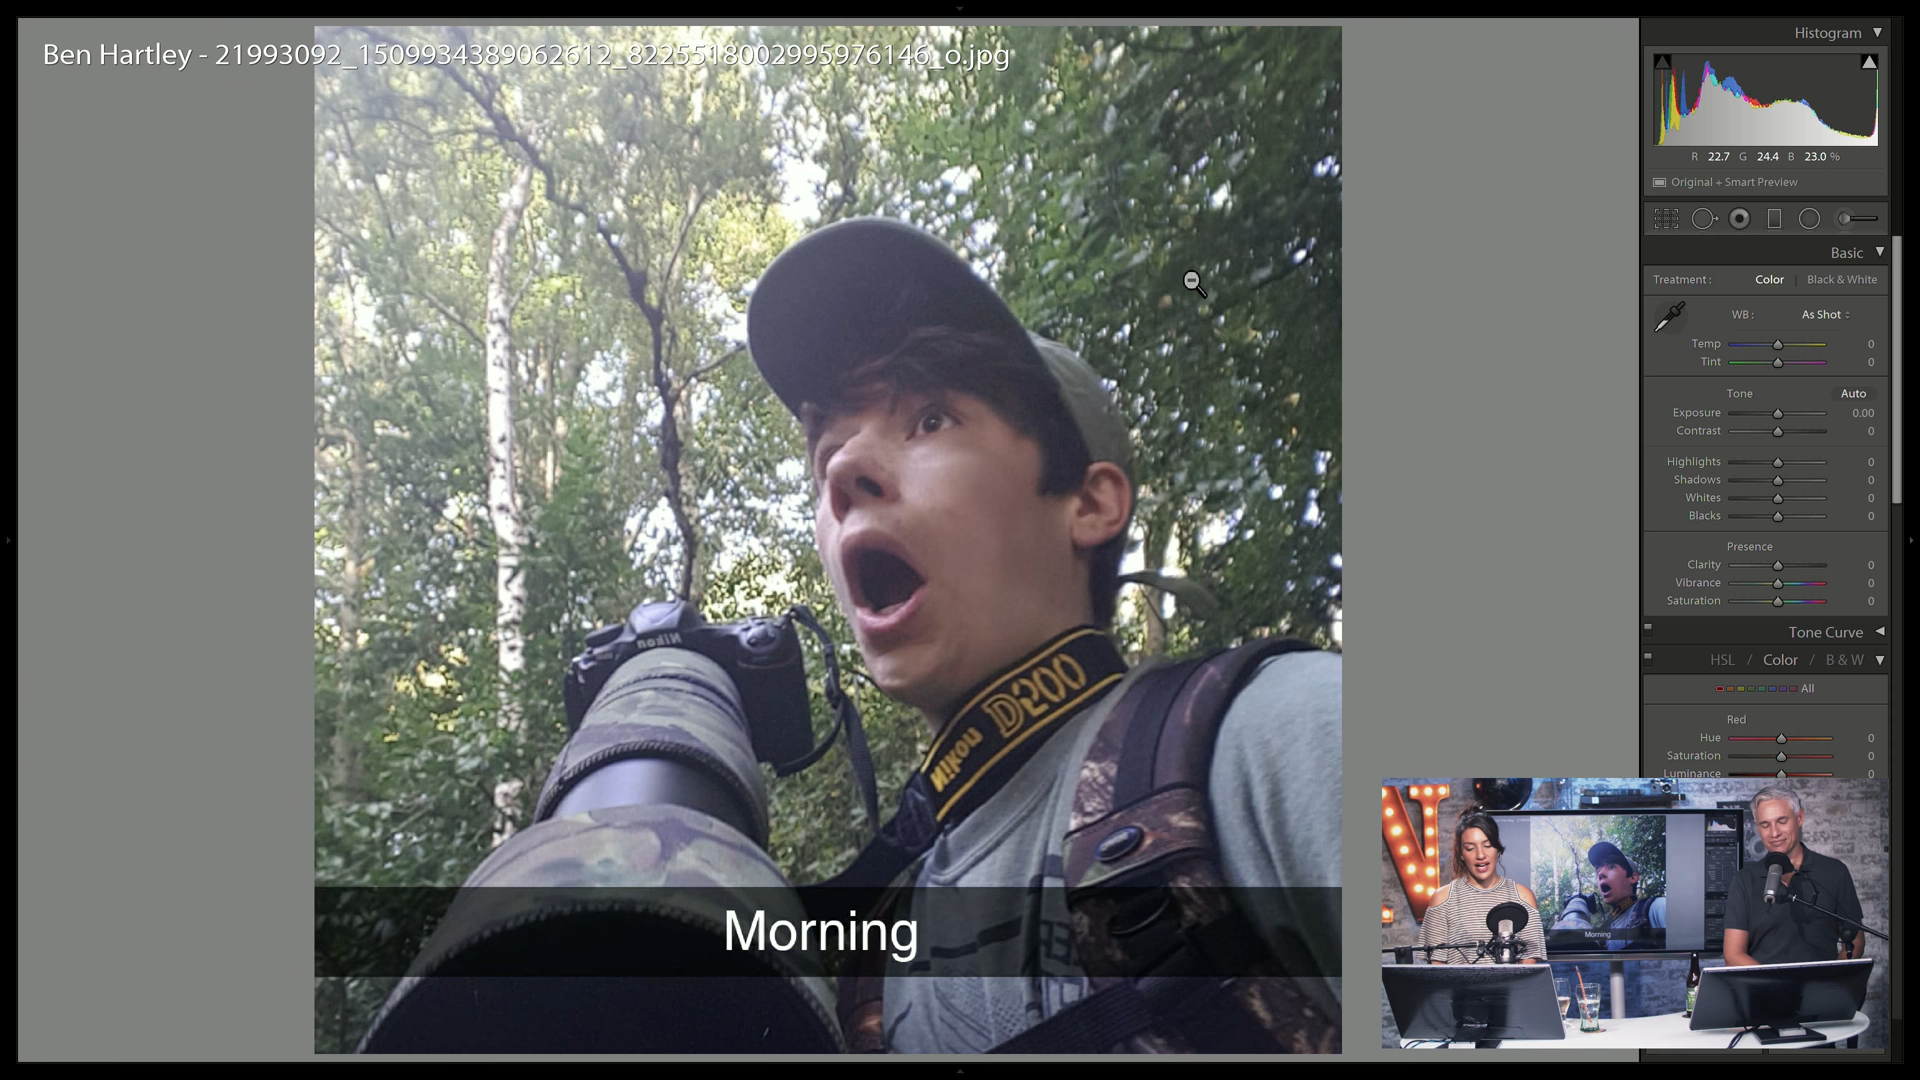 Ben Hartley - 21993092_1509934389062612_8225518002995976146_o.jpg
Histogram
R 22.7 G 24.4 B 23.0 %
Original + Smart Preview
Basic
Treatment : Color Black & White
WB : As Shot
Temp 0
Tint 0
Tone Auto
Exposure 0.00
Contrast 0
Highlights 0
Shadows 0
Whites 0
Blacks 0
Presence
Clarity 0
Vibrance 0
Saturation 0
Tone Curve
HSL / Color / B & W
All
Red
Hue 0
Saturation 0
Luminance 0
Nikon
Nikon D200
Morning
N
Morning